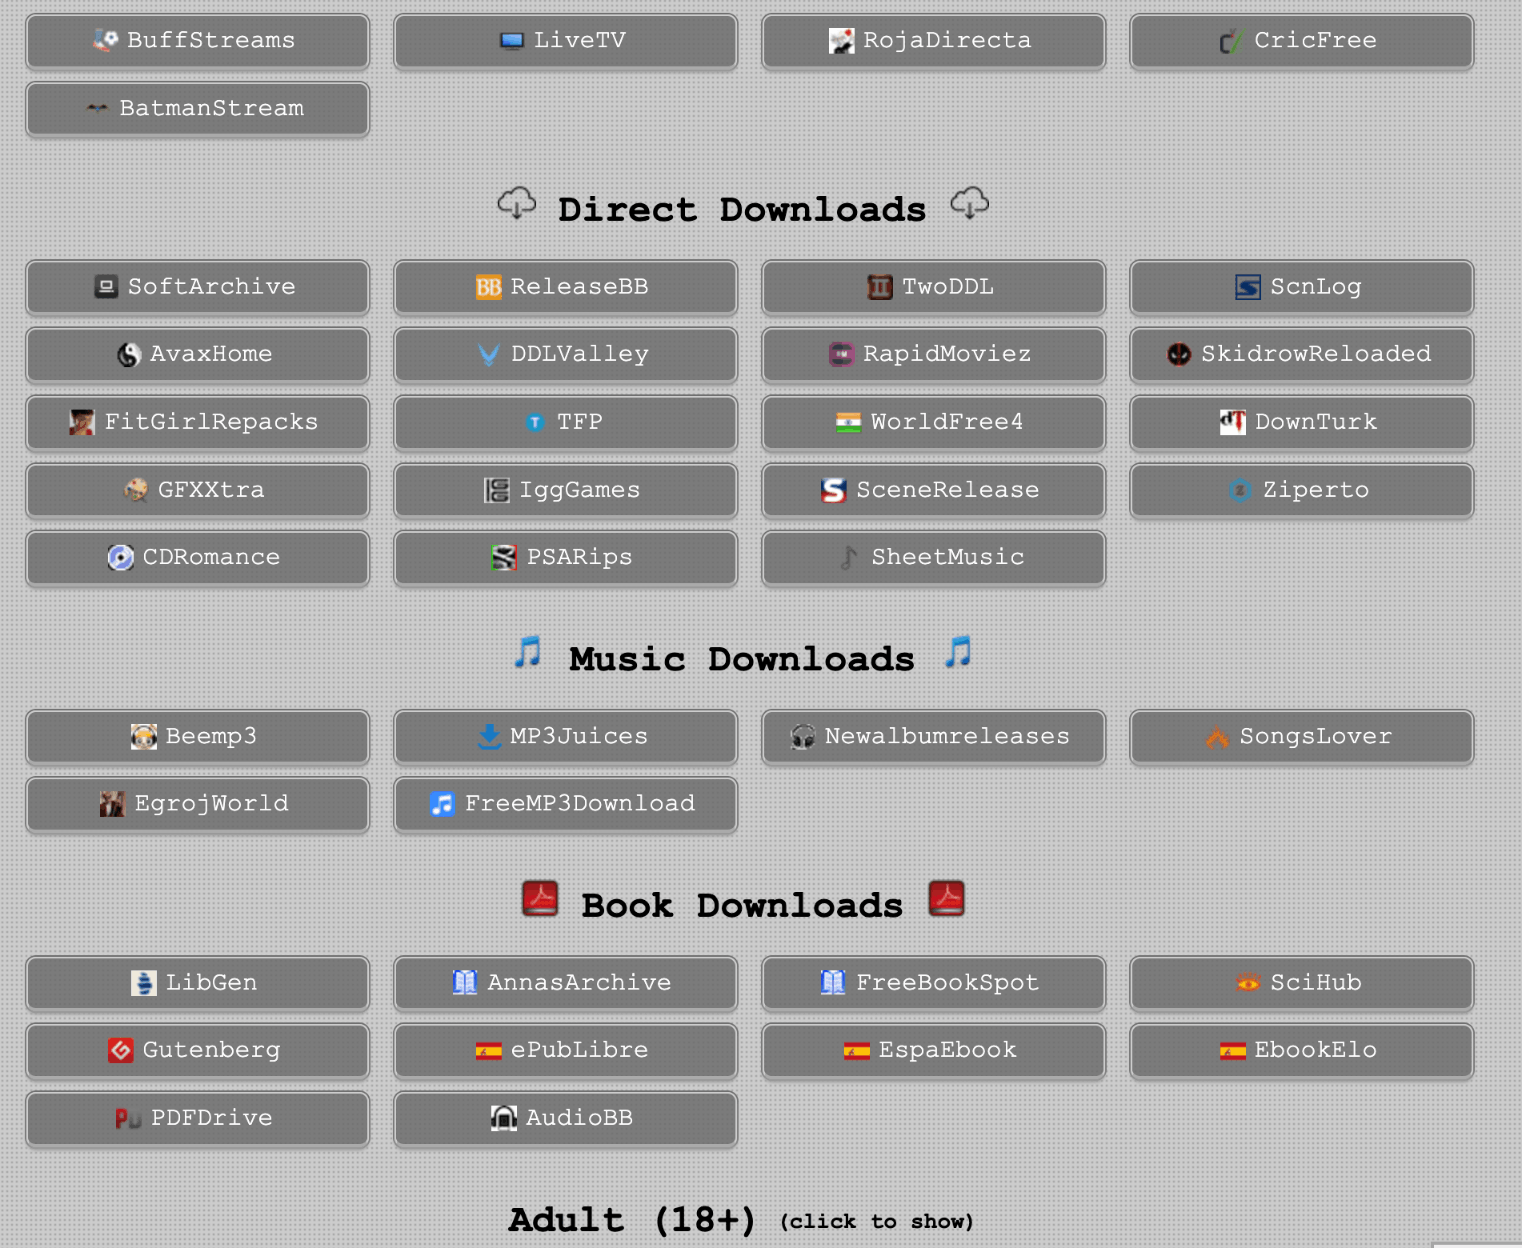 BuffStreams LiveTV RojaDirecta CricFree
BatmanStream
Direct Downloads
SoftArchive ReleaseBB TwoDDL ScnLog
AvaxHome DDLValley RapidMoviez SkidrowReloaded
FitGirlRepacks TFP WorldFree4 DownTurk
GFXXtra IggGames SceneRelease Ziperto
CDRomance PSARips SheetMusic
Music Downloads
Beemp3 MP3Juices Newalbumreleases SongsLover
EgrojWorld FreeMP3Download
Book Downloads
LibGen AnnasArchive FreeBookSpot SciHub
Gutenberg ePubLibre EspaEbook EbookElo
PDFDrive AudioBB
Adult (18+) (click to show)